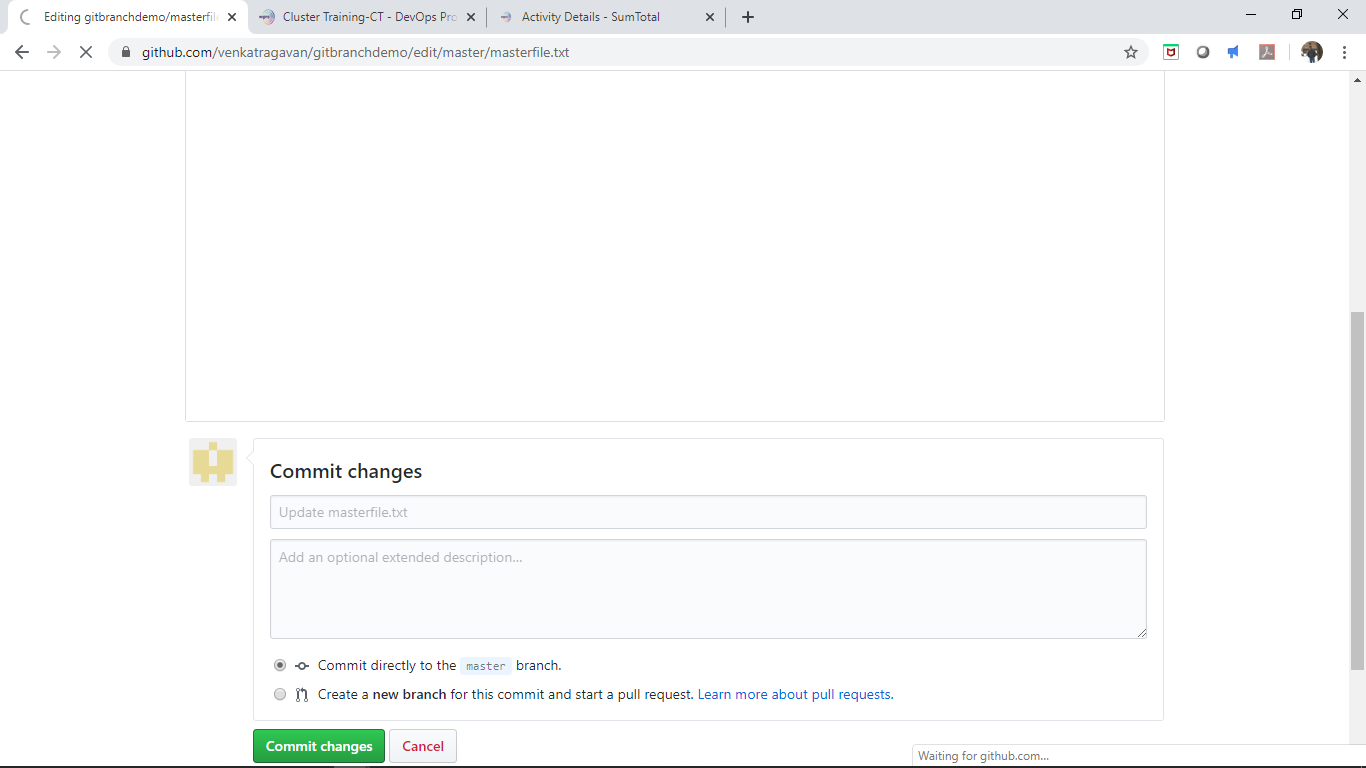 Editing gitbranchdemo/masterfil
Cluster Training-CT - DevOps Pro
Activity Details - SumTotal
github.com/venkatragavan/gitbranchdemo/edit/master/masterfile.txt
Commit changes
Update masterfile.txt
Add an optional extended description...
Commit directly to the master branch.
Create a new branch for this commit and start a pull request. Learn more about pull requests.
Commit changes
Cancel
Waiting for github.com...